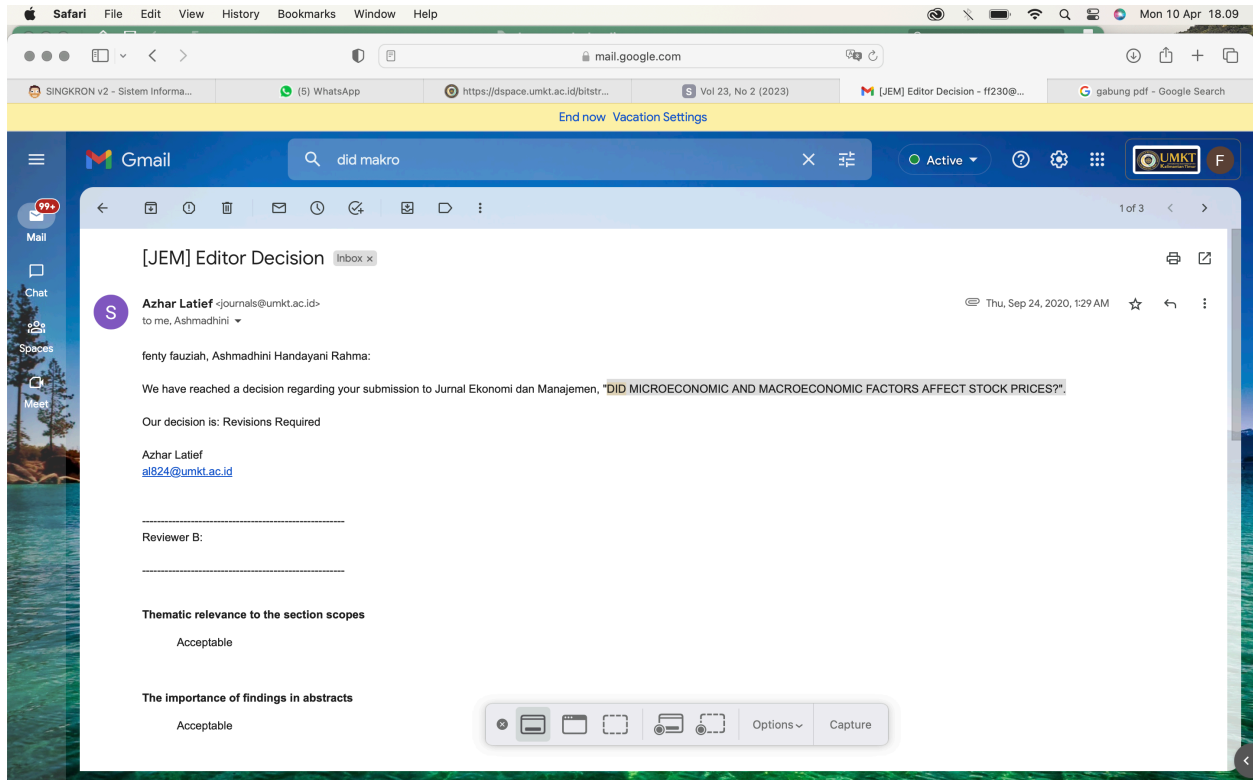 Safari File Edit View History Bookmarks Window Help Mon 10 Apr 18.09
mail.google.com
SINGKRON v2 - Sistem Informa... (5) WhatsApp https://dspace.umkt.ac.id/bitstr... S Vol 23, No 2 (2023) [JEM] Editor Decision - ff230@... gabung pdf - Google Search
End now Vacation Settings
Gmail did makro Active UMKT F
99+ 1 of 3
Mail
[JEM] Editor Decision Inbox x
Chat
S Azhar Latief <journals@umkt.ac.id> Thu, Sep 24, 2020, 1:29 AM
to me, Ashmadhini
Spaces
fenty fauziah, Ashmadhini Handayani Rahma:
We have reached a decision regarding your submission to Jurnal Ekonomi dan Manajemen, "DID MICROECONOMIC AND MACROECONOMIC FACTORS AFFECT STOCK PRICES?".
Meet
Our decision is: Revisions Required
Azhar Latief
al824@umkt.ac.id
------------------------------------------------------
Reviewer B:
------------------------------------------------------
Thematic relevance to the section scopes
Acceptable
The importance of findings in abstracts
Acceptable
Options Capture